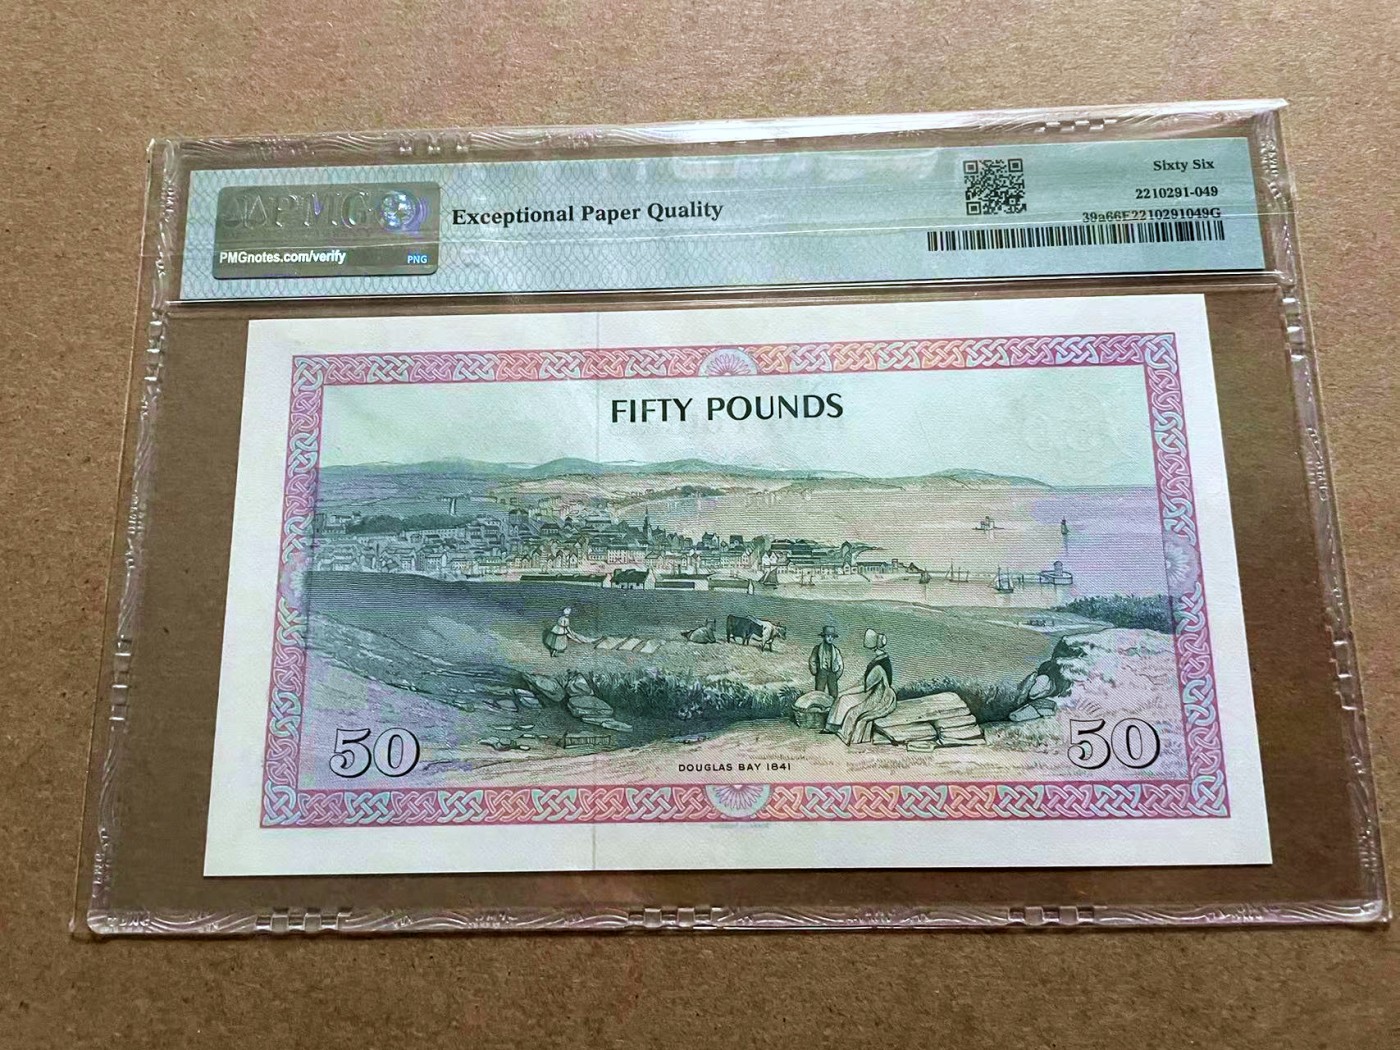 PMG
PMGnotes.com/verify
PNG
Exceptional Paper Quality
Sixty Six
2210291-049
39a66E2210291049G
FIFTY POUNDS
50
50
DOUGLAS BAY 1841